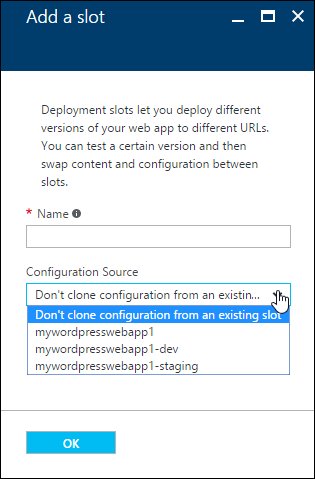 Add a slot
Deployment slots let you deploy different
versions of your web app to different URLs.
You can test a certain version and then
swap content and configuration between
slots.
* Name
Configuration Source
Don't clone configuration from an existin...
Don't clone configuration from an existing slot
mywordpresswebapp1
mywordpresswebapp1-dev
mywordpresswebapp1-staging
OK